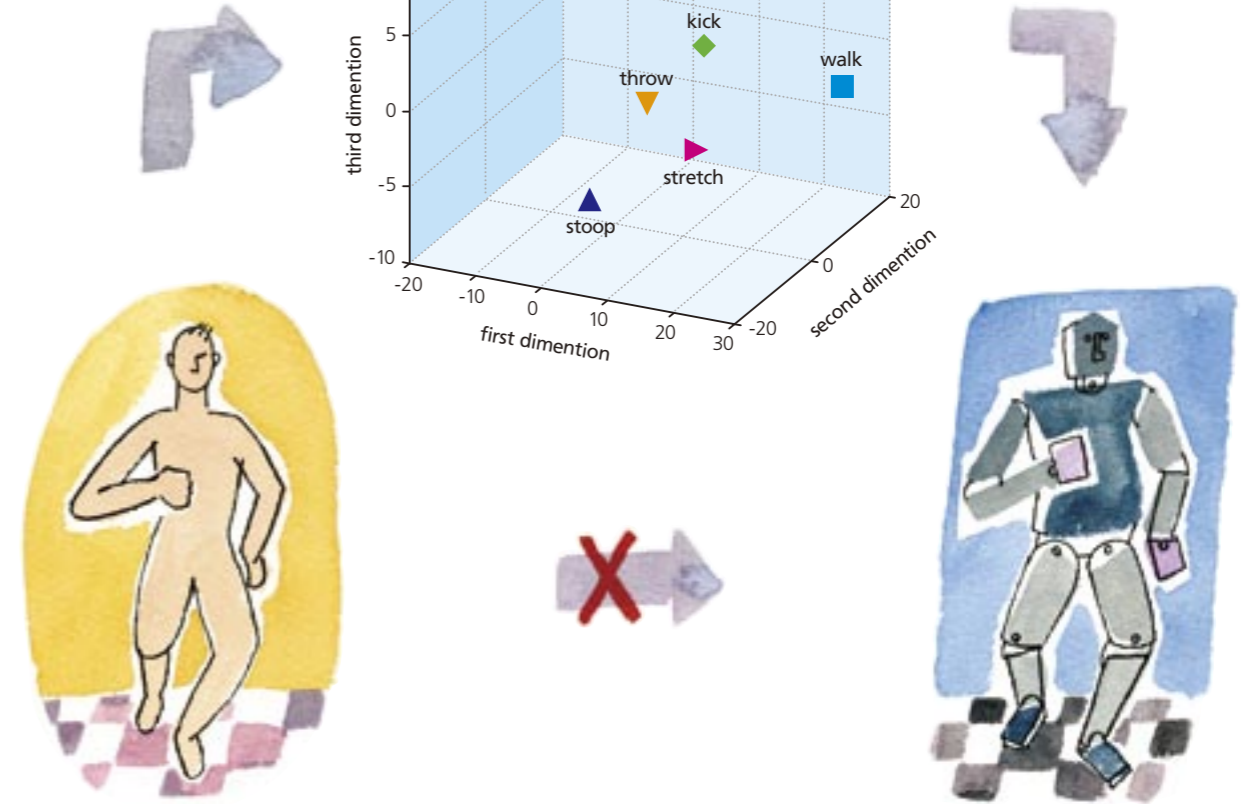 kick
5
walk
throw
third dimention
0
stretch
-5
stoop
20
-10
0
-20
-10
0
10
20
30
-20
second dimention
first dimention